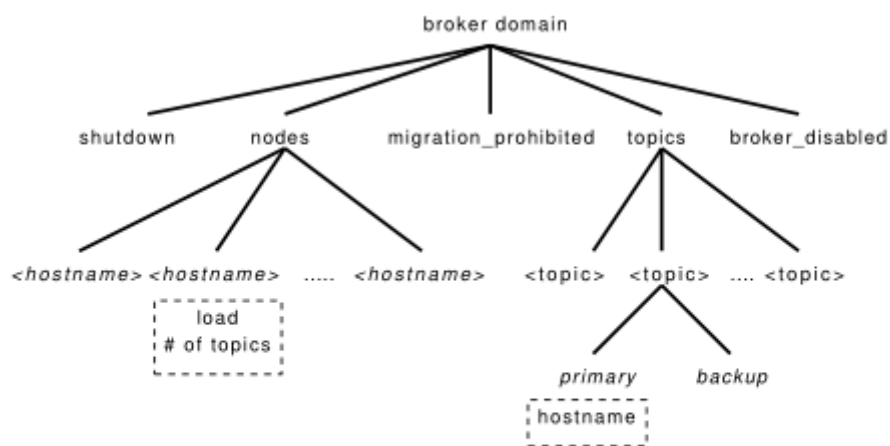 broker domain
shutdown nodes migration_prohibited topics broker_disabled
<hostname> <hostname> ..... <hostname> <topic> <topic> .... <topic>
load
# of topics
primary backup
hostname